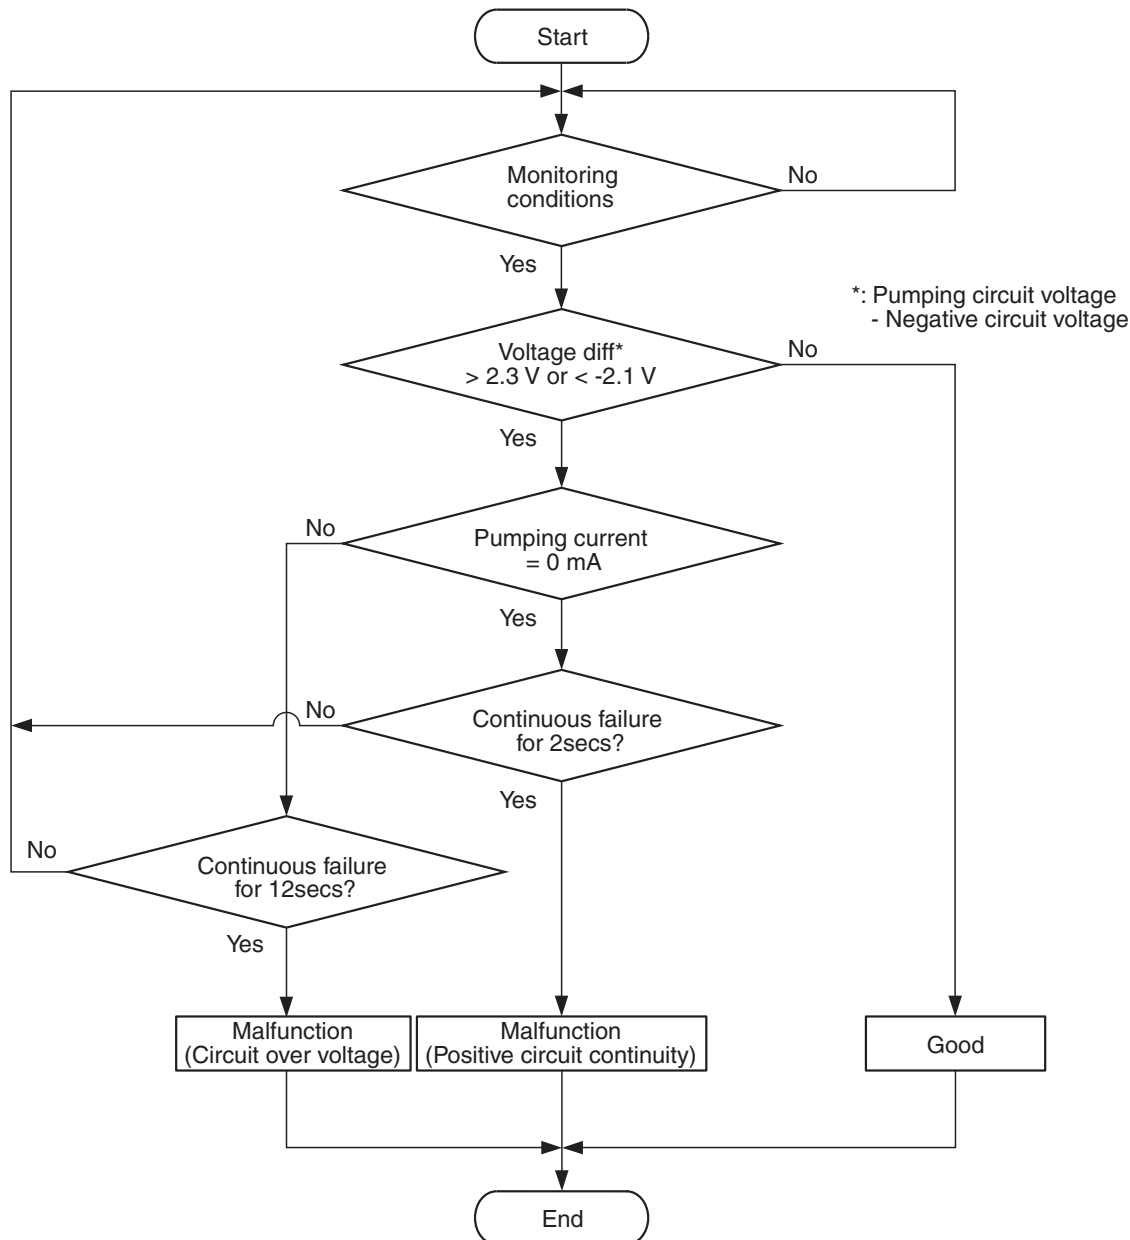 Start
Monitoring
conditions
No
Yes
*: Pumping circuit voltage
- Negative circuit voltage
Voltage diff*
> 2.3 V or < -2.1 V
No
Yes
No
Pumping current
= 0 mA
Yes
No
Continuous failure
for 2secs?
Yes
No
Continuous failure
for 12secs?
Yes
Malfunction
(Circuit over voltage)
Malfunction
(Positive circuit continuity)
Good
End